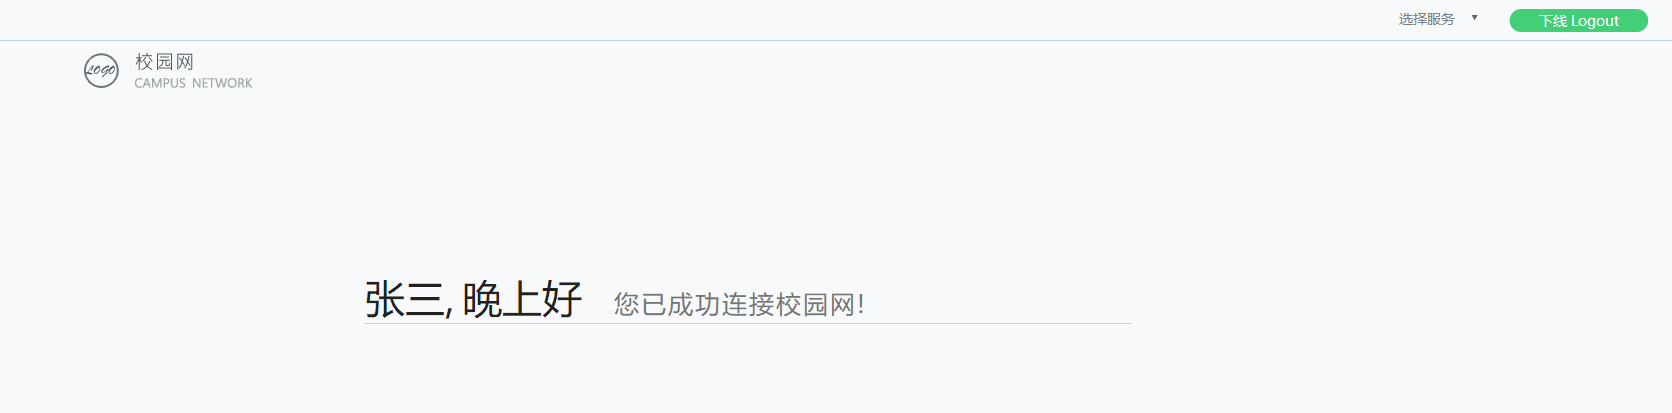 选择服务 ▼ 下线 Logout
LOGO
校园网
CAMPUS NETWORK
张三, 晚上好 您已成功连接校园网!